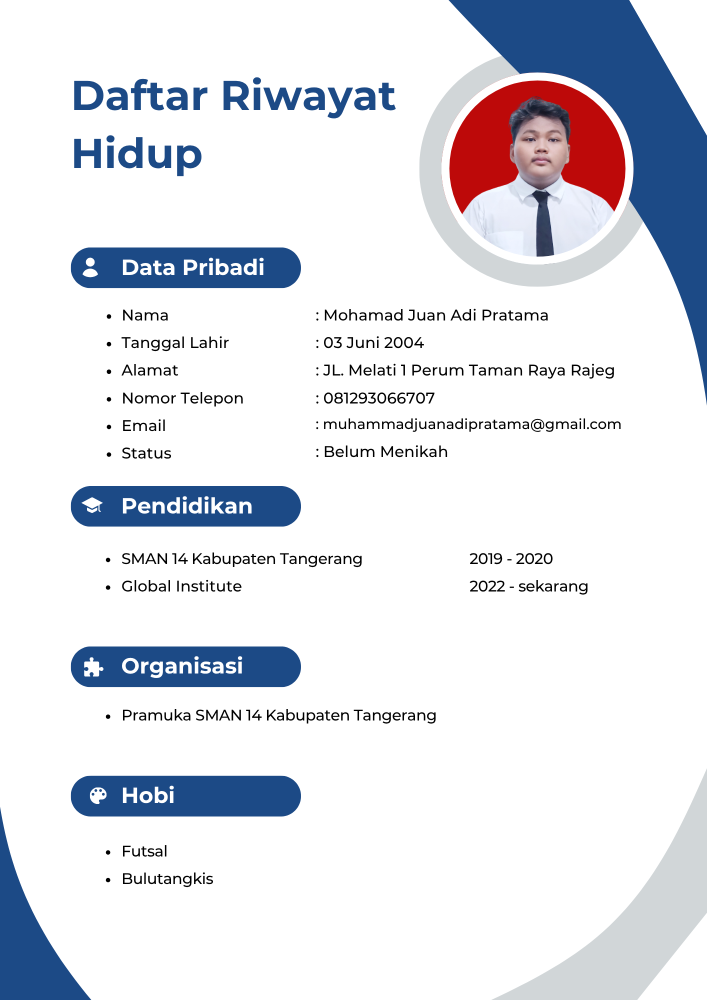 Daftar Riwayat
Hidup
Data Pribadi
• Nama : Mohamad Juan Adi Pratama
• Tanggal Lahir : 03 Juni 2004
• Alamat : JL. Melati 1 Perum Taman Raya Rajeg
• Nomor Telepon : 081293066707
• Email : muhammadjuanadipratama@gmail.com
• Status : Belum Menikah
Pendidikan
• SMAN 14 Kabupaten Tangerang 2019 - 2020
• Global Institute 2022 - sekarang
Organisasi
• Pramuka SMAN 14 Kabupaten Tangerang
Hobi
• Futsal
• Bulutangkis